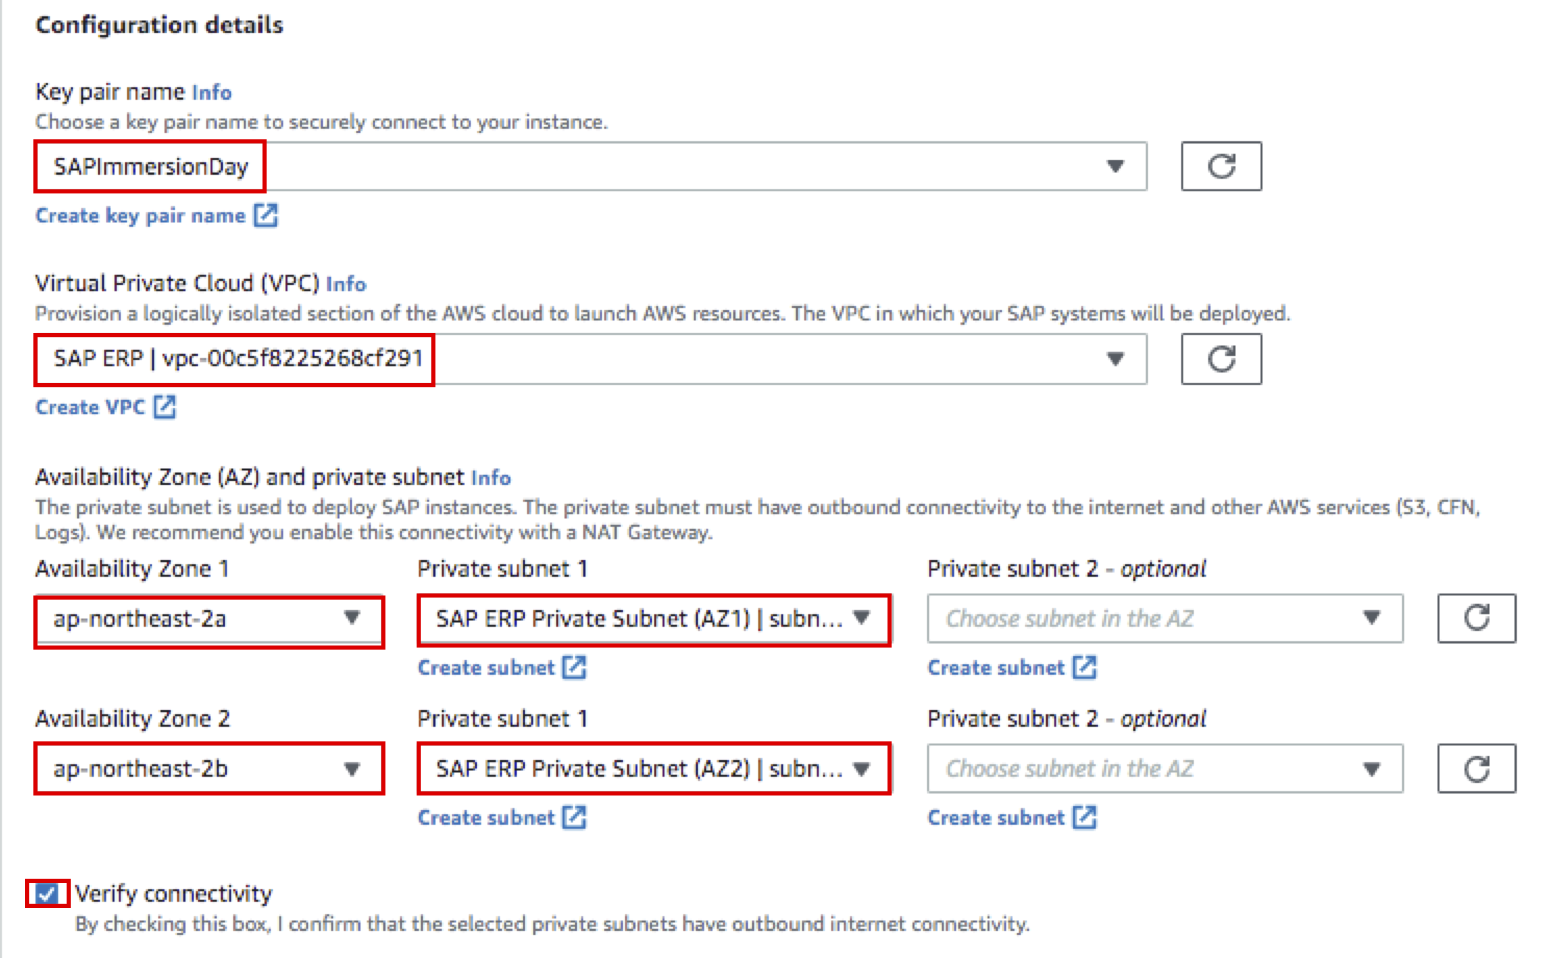 Configuration details
Key pair name Info
Choose a key pair name to securely connect to your instance.
SAPImmersionDay
Create key pair name
Virtual Private Cloud (VPC) Info
Provision a logically isolated section of the AWS cloud to launch AWS resources. The VPC in which your SAP systems will be deployed.
SAP ERP | vpc-00c5f8225268cf291
Create VPC
Availability Zone (AZ) and private subnet Info
The private subnet is used to deploy SAP instances. The private subnet must have outbound connectivity to the internet and other AWS services (S3, CFN,
Logs). We recommend you enable this connectivity with a NAT Gateway.
Availability Zone 1 Private subnet 1 Private subnet 2 - optional
ap-northeast-2a SAP ERP Private Subnet (AZ1) | subn... Choose subnet in the AZ
Create subnet Create subnet
Availability Zone 2 Private subnet 1 Private subnet 2 - optional
ap-northeast-2b SAP ERP Private Subnet (AZ2) | subn... Choose subnet in the AZ
Create subnet Create subnet
Verify connectivity
By checking this box, I confirm that the selected private subnets have outbound internet connectivity.